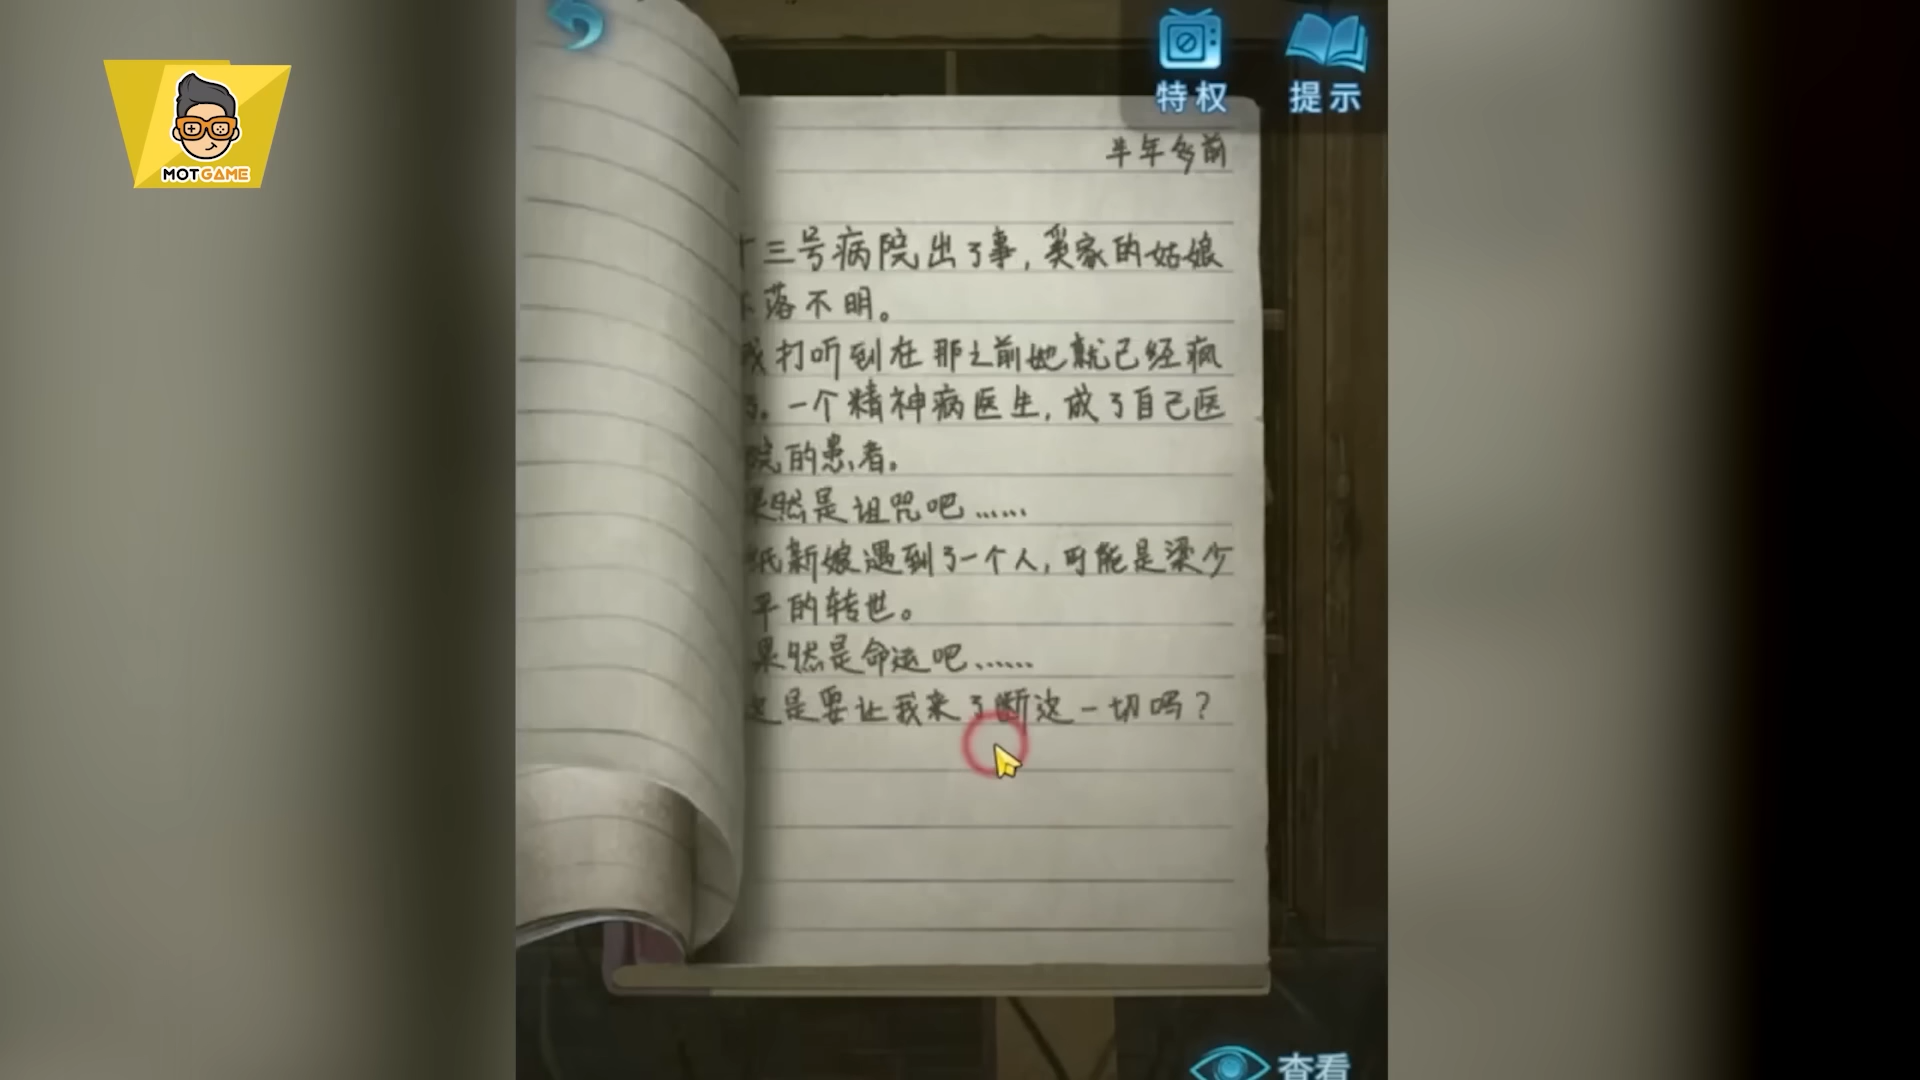 MOTGAME
特权
提示
半年多前
十三号病院出了事，奚家的姑娘
不落不明。
我打听到在那之前她就已经疯
了。一个精神病医生，成了自己医
院的患者。
果然是诅咒吧……
纸新娘遇到了一个人，可能是梁少
平的转世。
果然是命运吧……
这是要让我来了断这一切吗？
查看